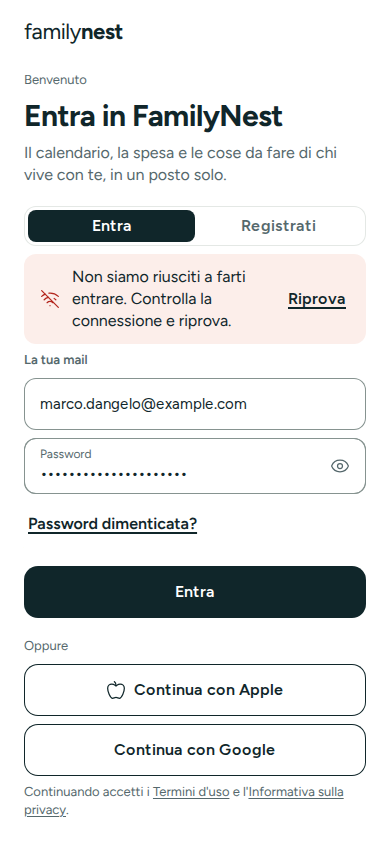 familynest
Benvenuto
Entra in FamilyNest
Il calendario, la spesa e le cose da fare di chi
vive con te, in un posto solo.
Entra
Registrati
Non siamo riusciti a farti
entrare. Controlla la
connessione e riprova.
Riprova
La tua mail
marco.dangelo@example.com
Password
•••••••••••••••••••••
Password dimenticata?
Entra
Oppure
Continua con Apple
Continua con Google
Continuando accetti i Termini d'uso e l'Informativa sulla
privacy.